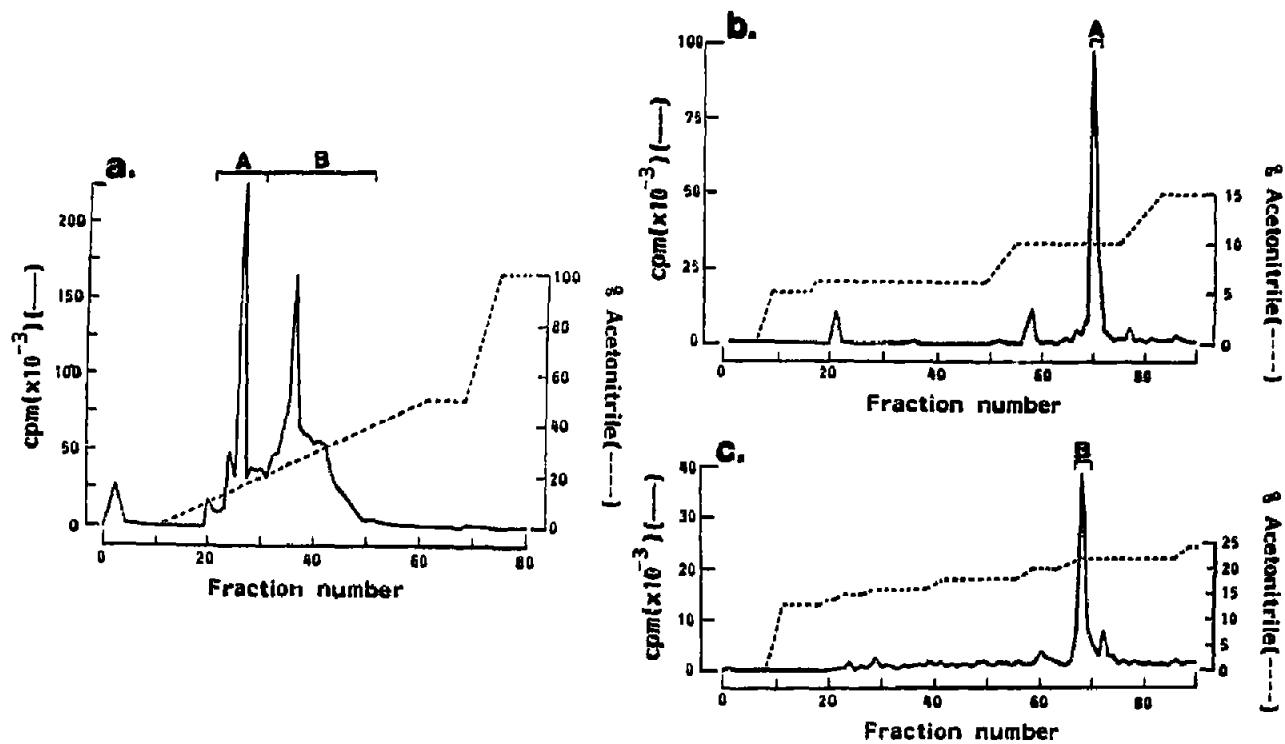 a.
A B
cpm(x10⁻³)(——)
200
150
100
50
0
100
80
60
40
20
0
% Acetonitrile(-----)
0 20 40 60 80
Fraction number
b.
A
cpm(x10⁻³)(——)
100
75
50
25
0
15
10
5
0
% Acetonitrile(----)
20 40 60 80
Fraction number
c.
B
cpm(x10⁻³)(——)
40
30
20
10
0
25
20
15
10
5
0
% Acetonitrile(----)
0 20 40 60 80
Fraction number